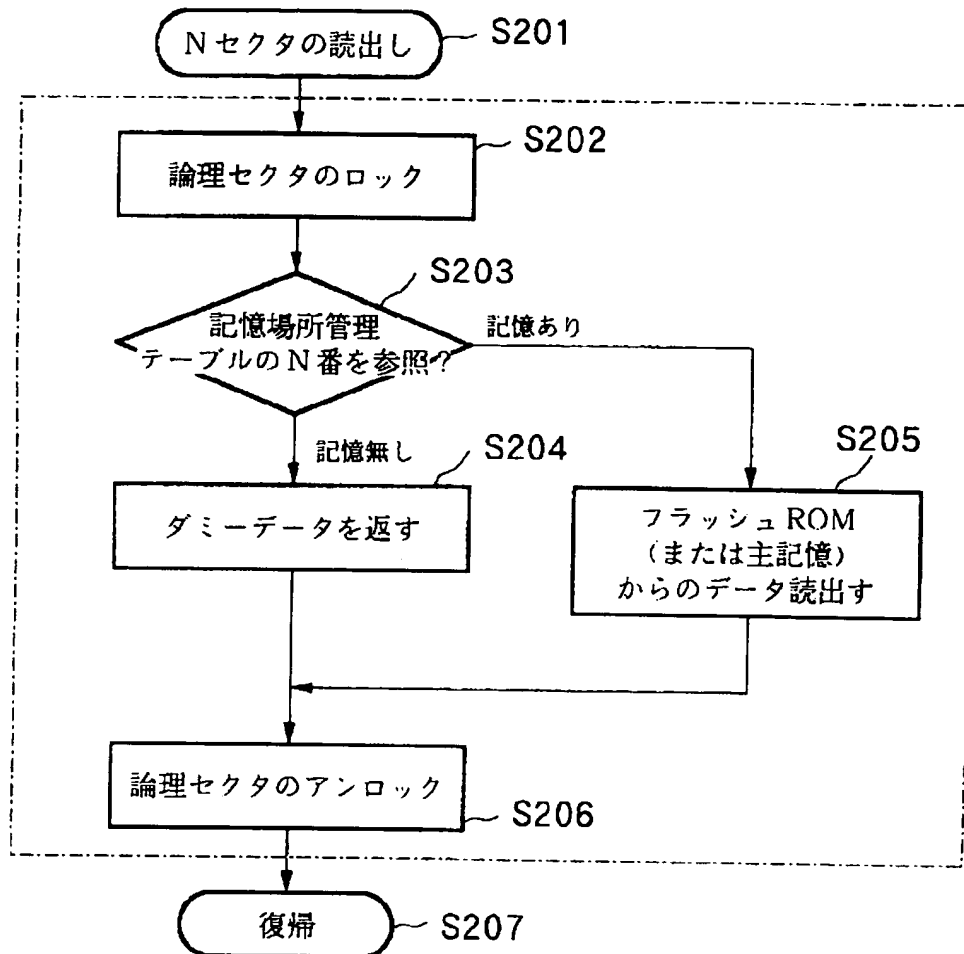 Nセクタの読出し
S201
S202
論理セクタのロック
S203
記憶場所管理
テーブルのN番を参照?
記憶あり
記憶無し
S204
S205
ダミーデータを返す
フラッシュROM
(または主記憶)
からのデータ読出す
論理セクタのアンロック
S206
復帰
S207